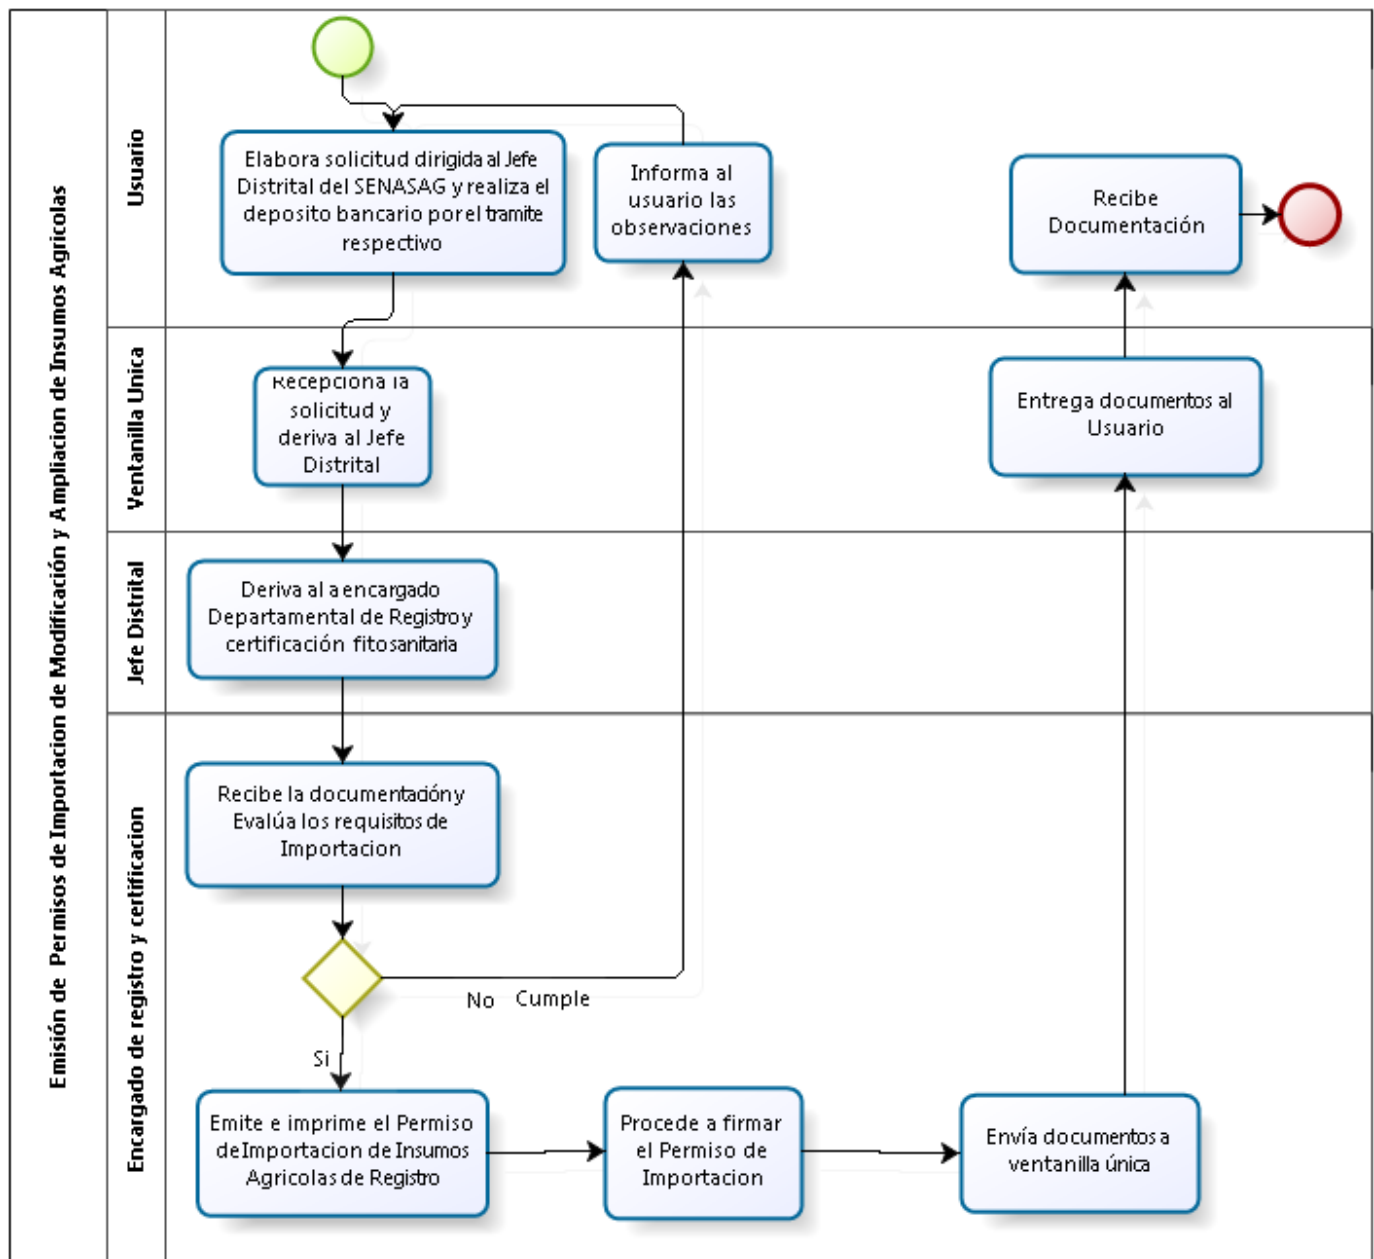 Emisión de Permisos de Importacion de Modificación y Ampliacion de Insumos Agricolas
Usuario
Elabora solicitud dirigida al Jefe
Distrital del SENASAG y realiza el
deposito bancario por el tramite
respectivo
Informa al
usuario las
observaciones
Recibe
Documentación
Ventanilla Unica
Recepciona la
solicitud y
deriva al Jefe
Distrital
Entrega documentos al
Usuario
Jefe Distrital
Deriva al a encargado
Departamental de Registro y
certificación fitosanitaria
Encargado de registro y certificacion
Recibe la documentación y
Evalúa los requisitos de
Importacion
No Cumple
Si
Emite e imprime el Permiso
de Importacion de Insumos
Agricolas de Registro
Procede a firmar
el Permiso de
Importacion
Envía documentos a
ventanilla única